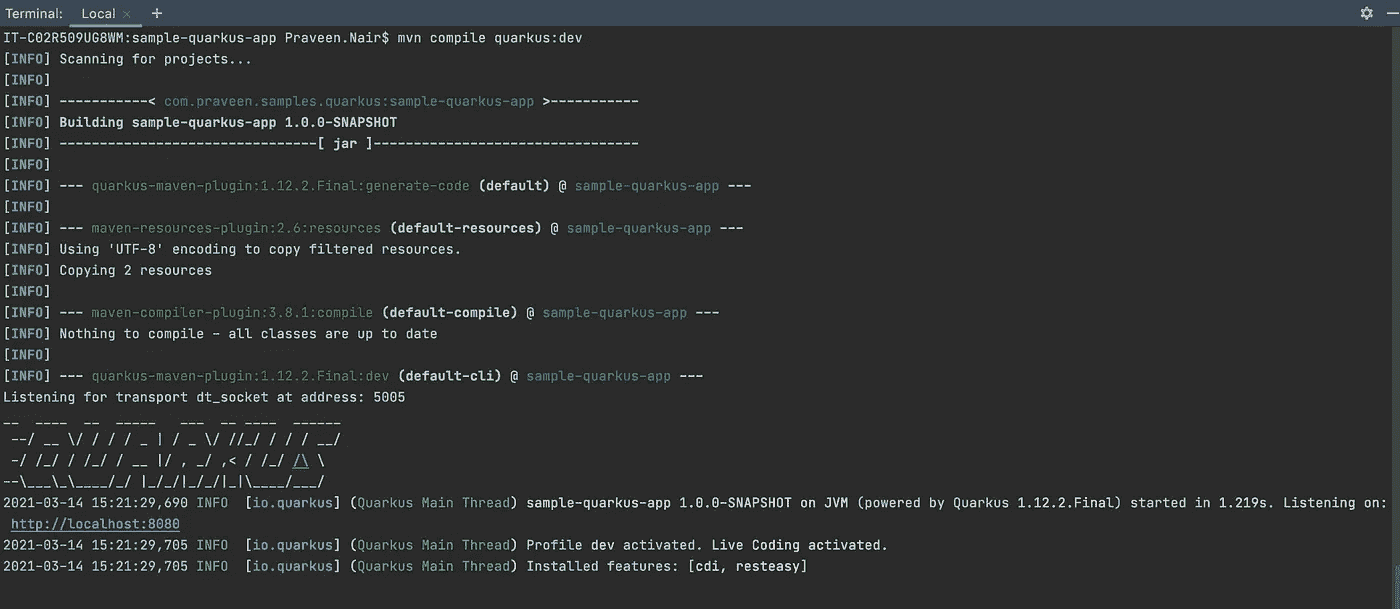 Terminal: Local × +
IT-C02R509UG8WM:sample-quarkus-app Praveen.Nair$ mvn compile quarkus:dev
[INFO] Scanning for projects...
[INFO]
[INFO] -----------< com.praveen.samples.quarkus:sample-quarkus-app >-----------
[INFO] Building sample-quarkus-app 1.0.0-SNAPSHOT
[INFO] --------------------------------[ jar ]---------------------------------
[INFO]
[INFO] --- quarkus-maven-plugin:1.12.2.Final:generate-code (default) @ sample-quarkus-app ---
[INFO]
[INFO] --- maven-resources-plugin:2.6:resources (default-resources) @ sample-quarkus-app ---
[INFO] Using 'UTF-8' encoding to copy filtered resources.
[INFO] Copying 2 resources
[INFO]
[INFO] --- maven-compiler-plugin:3.8.1:compile (default-compile) @ sample-quarkus-app ---
[INFO] Nothing to compile - all classes are up to date
[INFO]
[INFO] --- quarkus-maven-plugin:1.12.2.Final:dev (default-cli) @ sample-quarkus-app ---
Listening for transport dt_socket at address: 5005
__  ____  __  _____   ___  __ ____  ______
 --/ __ \/ / / / _ | / _ \/ //_/ / / / __/
 -/ /_/ / /_/ / __ |/ , _/ ,< / /_/ /\ \
--\___\_\____/_/ |_/_/|_/_/|_|\____/___/
2021-03-14 15:21:29,690 INFO  [io.quarkus] (Quarkus Main Thread) sample-quarkus-app 1.0.0-SNAPSHOT on JVM (powered by Quarkus 1.12.2.Final) started in 1.219s. Listening on:
 http://localhost:8080
2021-03-14 15:21:29,705 INFO  [io.quarkus] (Quarkus Main Thread) Profile dev activated. Live Coding activated.
2021-03-14 15:21:29,705 INFO  [io.quarkus] (Quarkus Main Thread) Installed features: [cdi, resteasy]